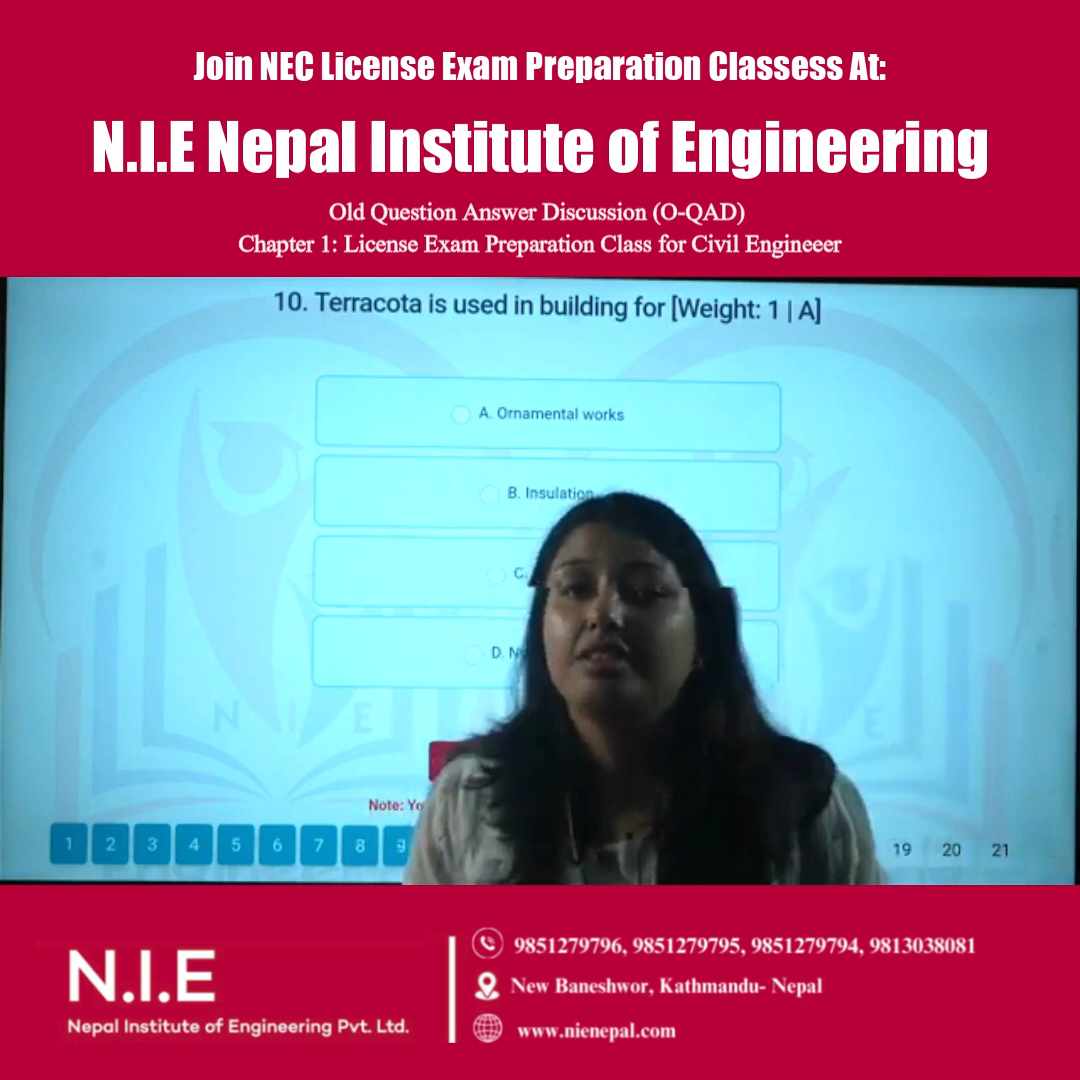 Join NEC License Exam Preparation Classess At:
N.I.E Nepal Institute of Engineering
Old Question Answer Discussion (O-QAD)
Chapter 1: License Exam Preparation Class for Civil Engineeer
10. Terracota is used in building for [Weight: 1 | A]
A. Ornamental works
B. Insulation
C.
D.
N I E
E
Note:
1 2 3 4 5 6 7 8 9 19 20 21
N.I.E
Nepal Institute of Engineering Pvt. Ltd.
9851279796, 9851279795, 9851279794, 9813038081
New Baneshwor, Kathmandu- Nepal
www.nienepal.com